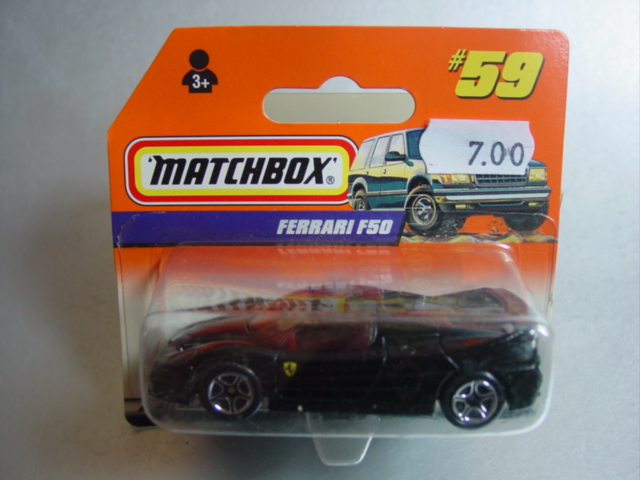 3+
#59
'MATCHBOX'®
7.00
FERRARI F50